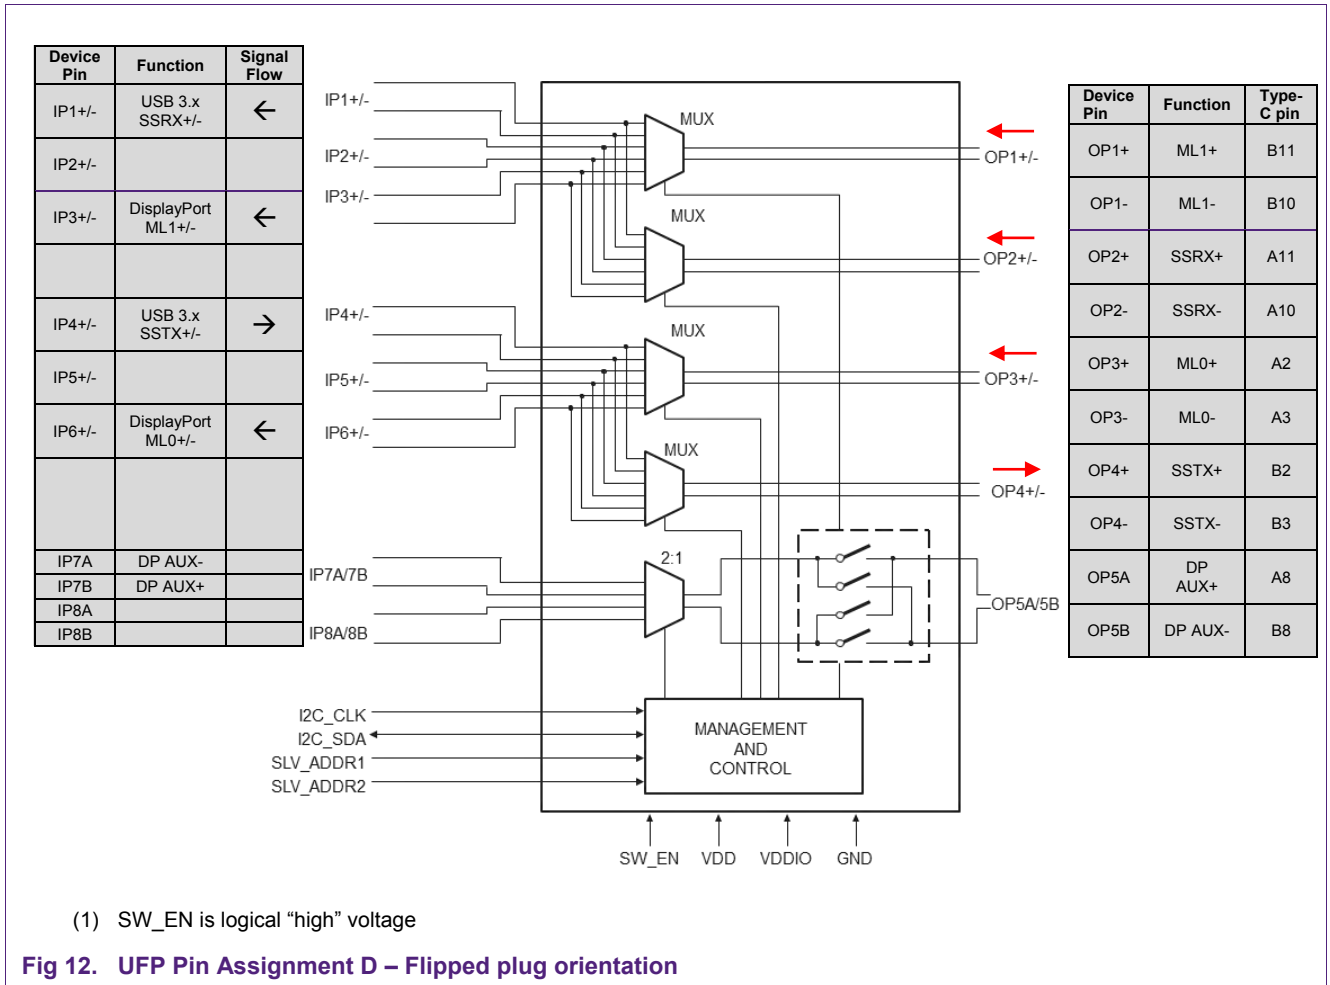 Device Pin Function Signal Flow
IP1+/- USB 3.x SSRX+/- ←
IP2+/-
IP3+/- DisplayPort ML1+/- ←
IP4+/- USB 3.x SSTX+/- →
IP5+/-
IP6+/- DisplayPort ML0+/- ←
IP7A DP AUX-
IP7B DP AUX+
IP8A
IP8B
IP1+/-
IP2+/-
IP3+/-
IP4+/-
IP5+/-
IP6+/-
IP7A/7B
IP8A/8B
I2C_CLK
I2C_SDA
SLV_ADDR1
SLV_ADDR2
MUX
MUX
MUX
MUX
2:1
MANAGEMENT
AND
CONTROL
SW_EN VDD VDDIO GND
OP1+/-
OP2+/-
OP3+/-
OP4+/-
OP5A/5B
Device Pin Function Type-C pin
OP1+ ML1+ B11
OP1- ML1- B10
OP2+ SSRX+ A11
OP2- SSRX- A10
OP3+ ML0+ A2
OP3- ML0- A3
OP4+ SSTX+ B2
OP4- SSTX- B3
OP5A DP AUX+ A8
OP5B DP AUX- B8
(1) SW_EN is logical “high” voltage
Fig 12. UFP Pin Assignment D – Flipped plug orientation